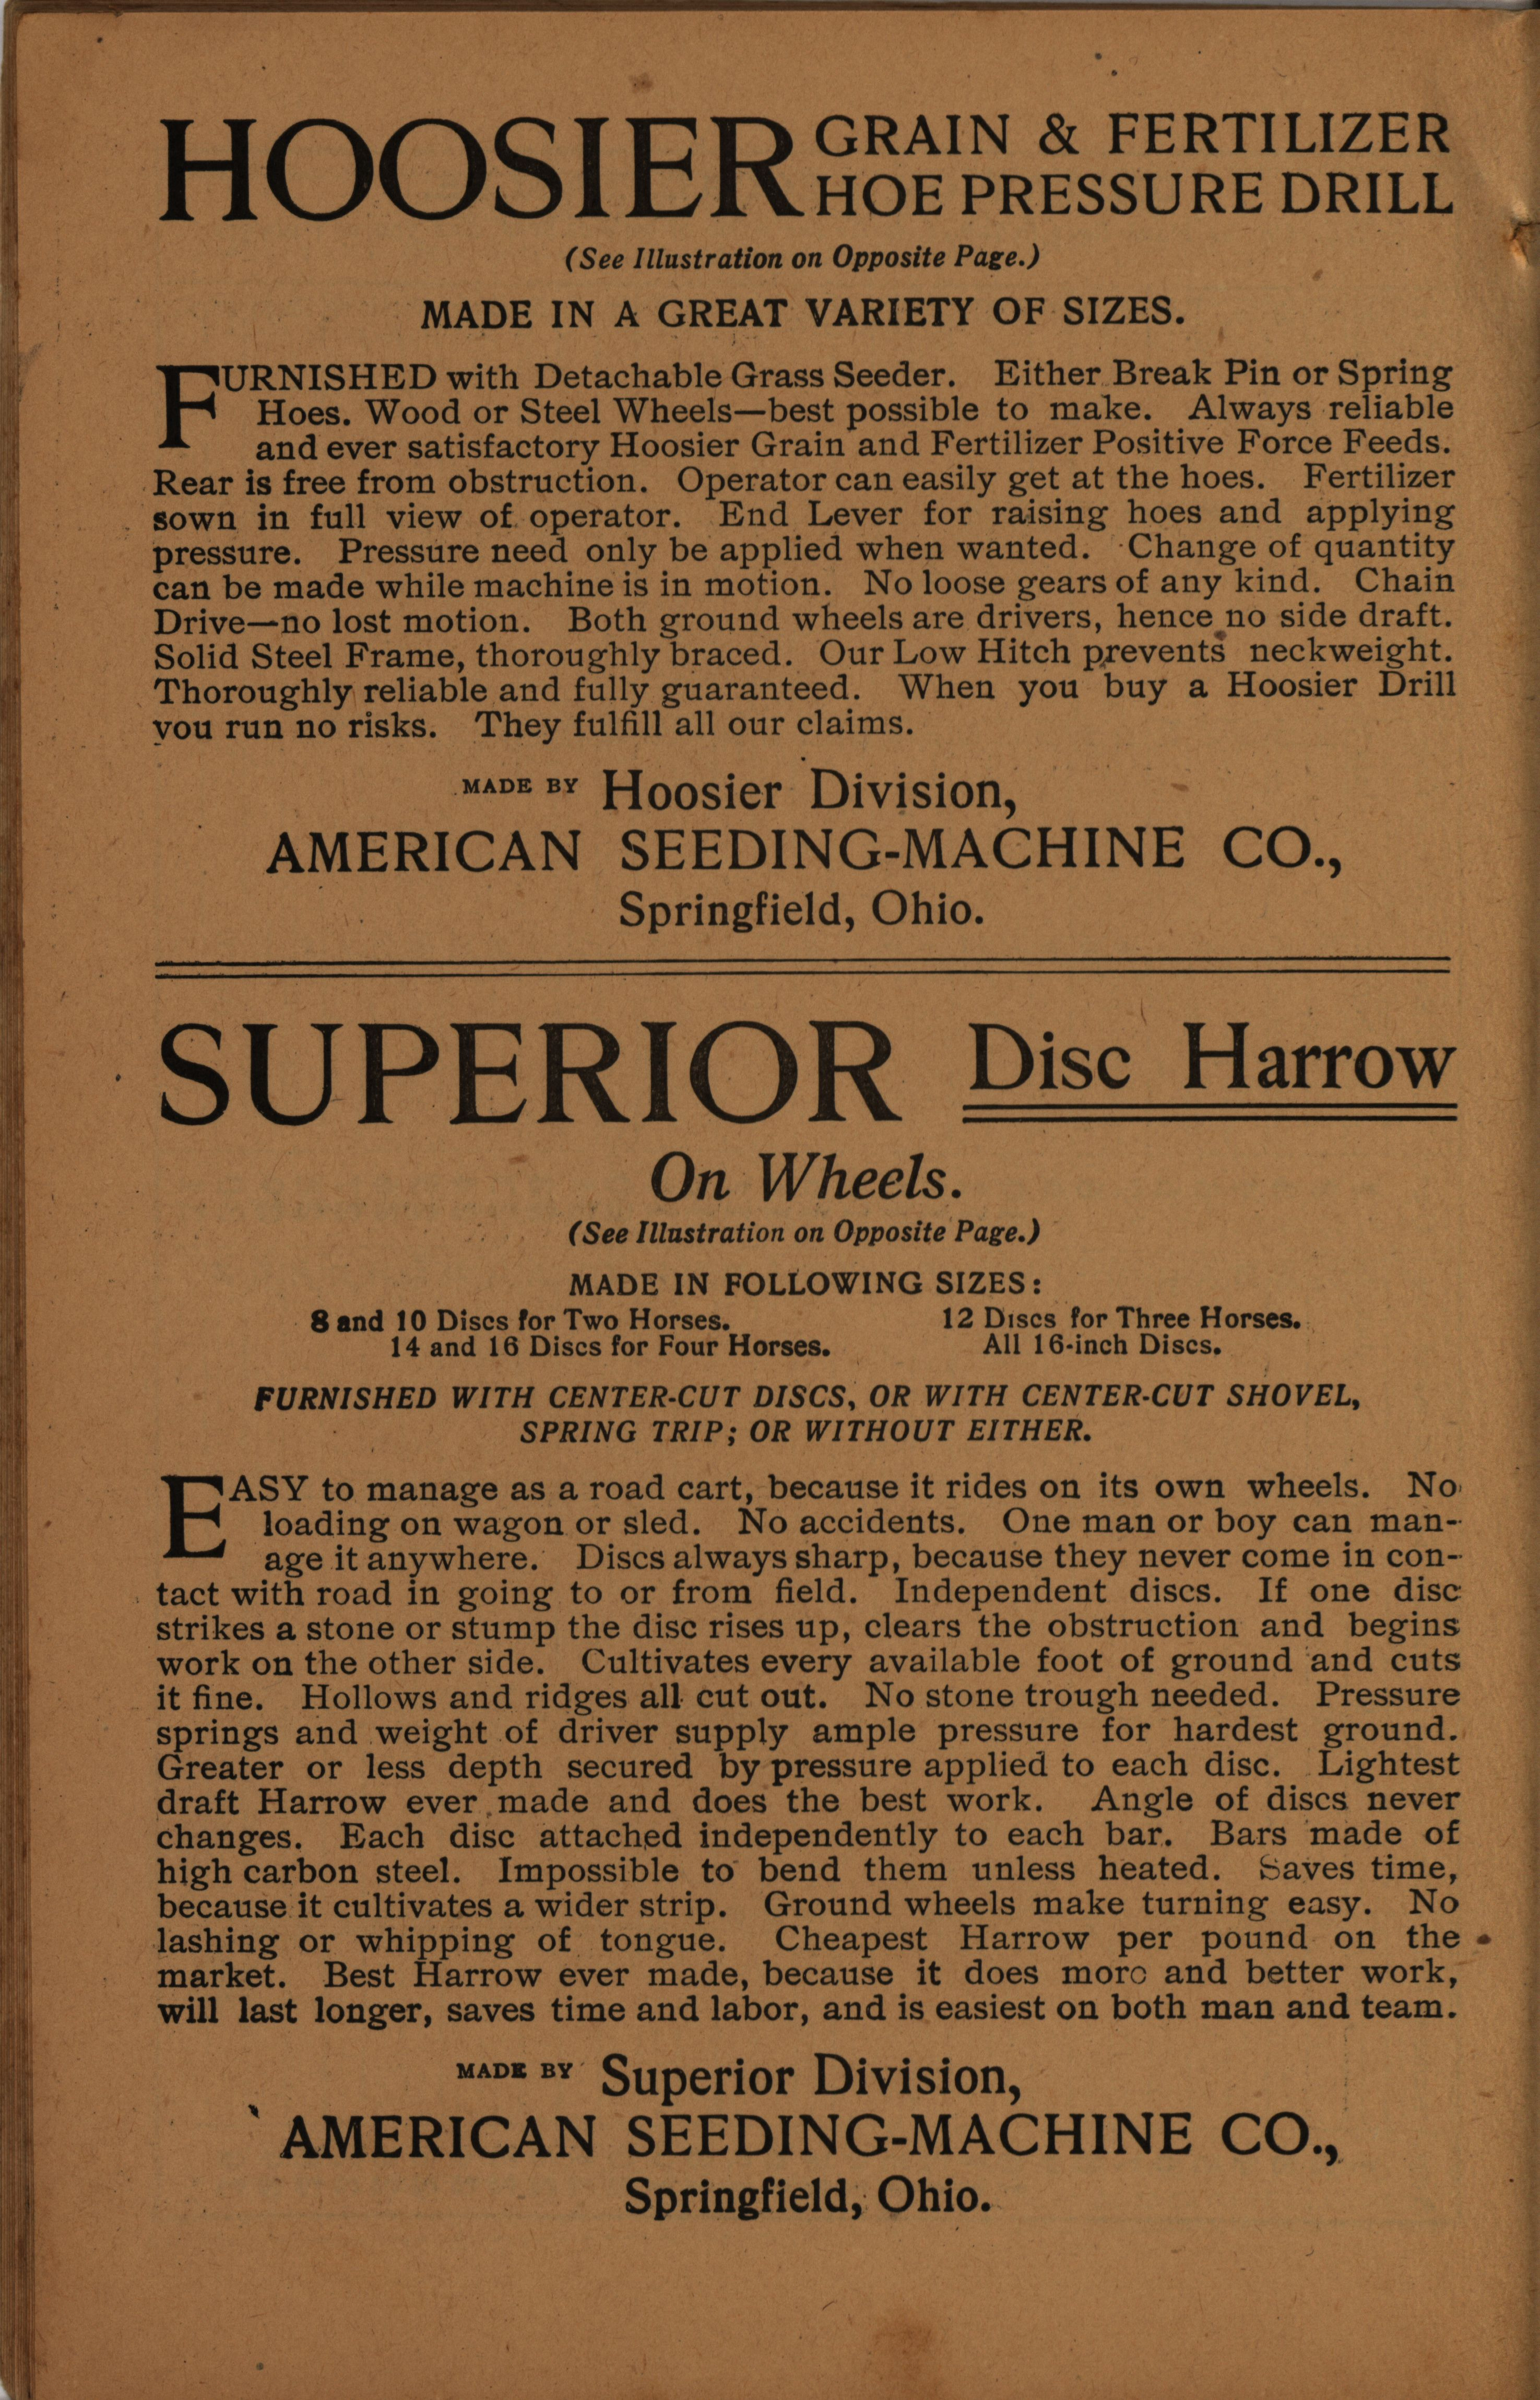 HOOSIER GRAIN & FERTILIZER
HOE PRESSURE DRILL
(See Illustration on Opposite Page.)
MADE IN A GREAT VARIETY OF SIZES.
FURNISHED with Detachable Grass Seeder. Either Break Pin or Spring
Hoes. Wood or Steel Wheels—best possible to make. Always reliable
and ever satisfactory Hoosier Grain and Fertilizer Positive Force Feeds.
Rear is free from obstruction. Operator can easily get at the hoes. Fertilizer
sown in full view of operator. End Lever for raising hoes and applying
pressure. Pressure need only be applied when wanted. Change of quantity
can be made while machine is in motion. No loose gears of any kind. Chain
Drive—no lost motion. Both ground wheels are drivers, hence no side draft.
Solid Steel Frame, thoroughly braced. Our Low Hitch prevents neckweight.
Thoroughly reliable and fully guaranteed. When you buy a Hoosier Drill
you run no risks. They fulfill all our claims.
MADE BY Hoosier Division,
AMERICAN SEEDING-MACHINE CO.,
Springfield, Ohio.
SUPERIOR Disc Harrow
On Wheels.
(See Illustration on Opposite Page.)
MADE IN FOLLOWING SIZES:
8 and 10 Discs for Two Horses. 12 Discs for Three Horses.
14 and 16 Discs for Four Horses. All 16-inch Discs.
FURNISHED WITH CENTER-CUT DISCS, OR WITH CENTER-CUT SHOVEL,
SPRING TRIP; OR WITHOUT EITHER.
EASY to manage as a road cart, because it rides on its own wheels. No
loading on wagon or sled. No accidents. One man or boy can man-
age it anywhere. Discs always sharp, because they never come in con-
tact with road in going to or from field. Independent discs. If one disc
strikes a stone or stump the disc rises up, clears the obstruction and begins
work on the other side. Cultivates every available foot of ground and cuts
it fine. Hollows and ridges all cut out. No stone trough needed. Pressure
springs and weight of driver supply ample pressure for hardest ground.
Greater or less depth secured by pressure applied to each disc. Lightest
draft Harrow ever made and does the best work. Angle of discs never
changes. Each disc attached independently to each bar. Bars made of
high carbon steel. Impossible to bend them unless heated. Saves time,
because it cultivates a wider strip. Ground wheels make turning easy. No
lashing or whipping of tongue. Cheapest Harrow per pound on the
market. Best Harrow ever made, because it does more and better work,
will last longer, saves time and labor, and is easiest on both man and team.
MADE BY Superior Division,
AMERICAN SEEDING-MACHINE CO.,
Springfield, Ohio.